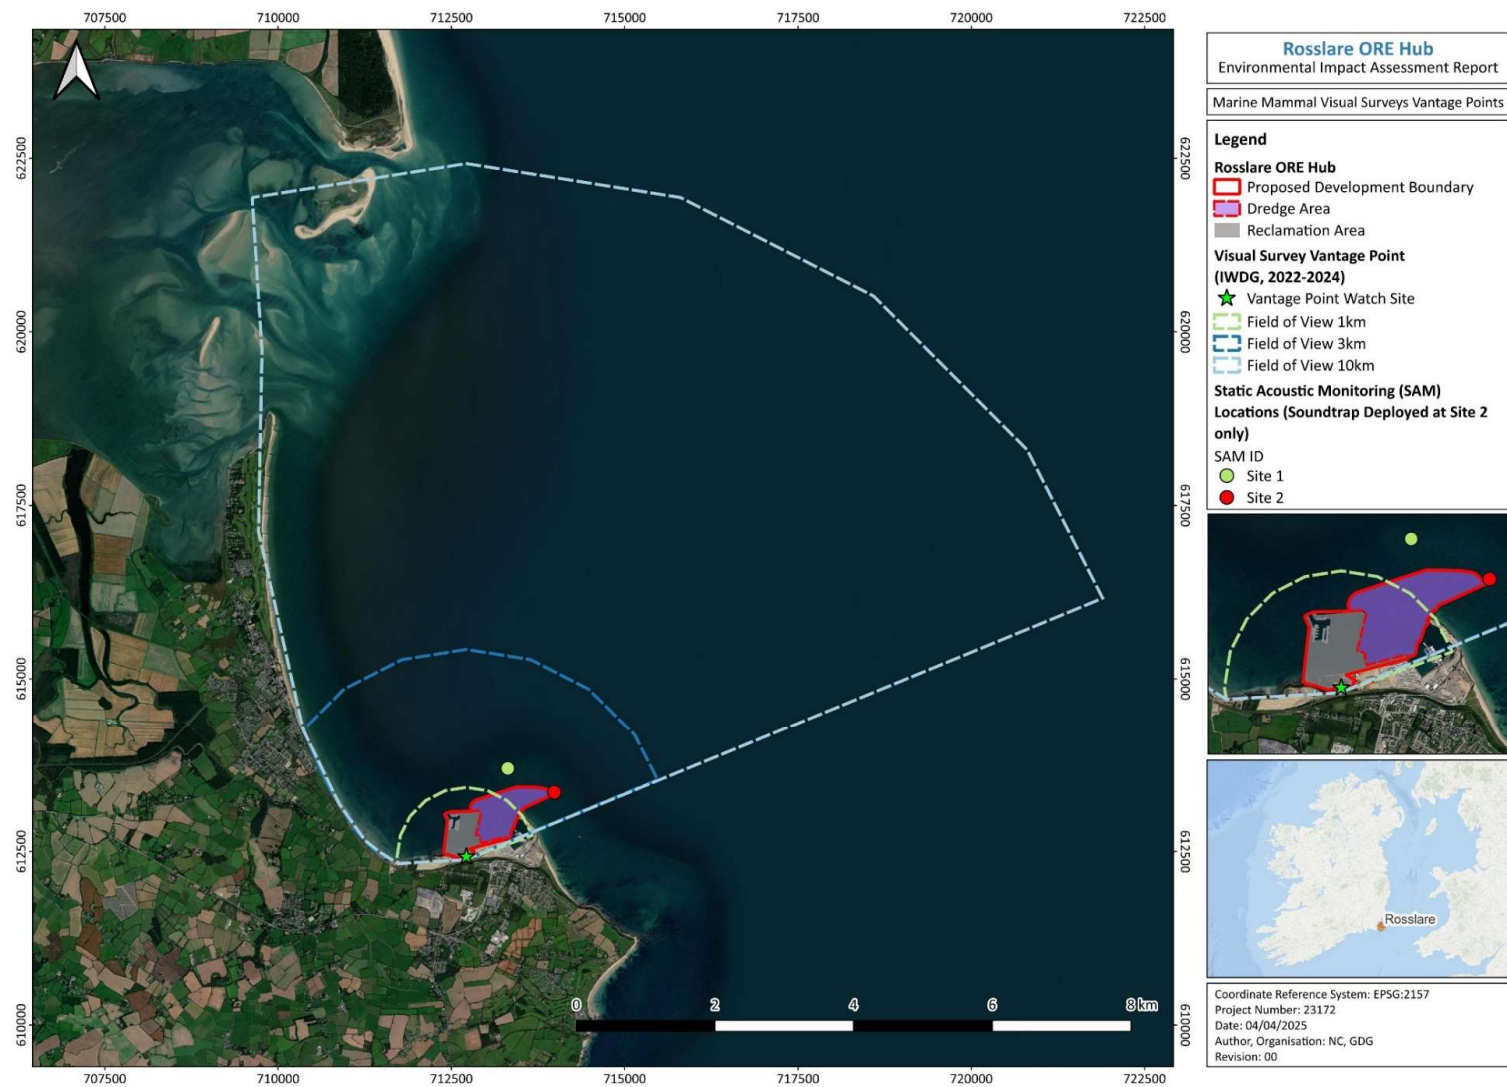 707500
710000
712500
715000
717500
720000
722500
622500
620000
617500
615000
612500
610000
622500
620000
617500
615000
612500
610000
0
2
4
6
8 km
707500
710000
712500
715000
717500
720000
722500
Rosslare ORE Hub
Environmental Impact Assessment Report
Marine Mammal Visual Surveys Vantage Points
Legend
Rosslare ORE Hub
Proposed Development Boundary
Dredge Area
Reclamation Area
Visual Survey Vantage Point
(IWDG, 2022-2024)
Vantage Point Watch Site
Field of View 1km
Field of View 3km
Field of View 10km
Static Acoustic Monitoring (SAM)
Locations (Soundtrap Deployed at Site 2
only)
SAM ID
Site 1
Site 2
Rosslare
Coordinate Reference System: EPSG:2157
Project Number: 23172
Date: 04/04/2025
Author, Organisation: NC, GDG
Revision: 00